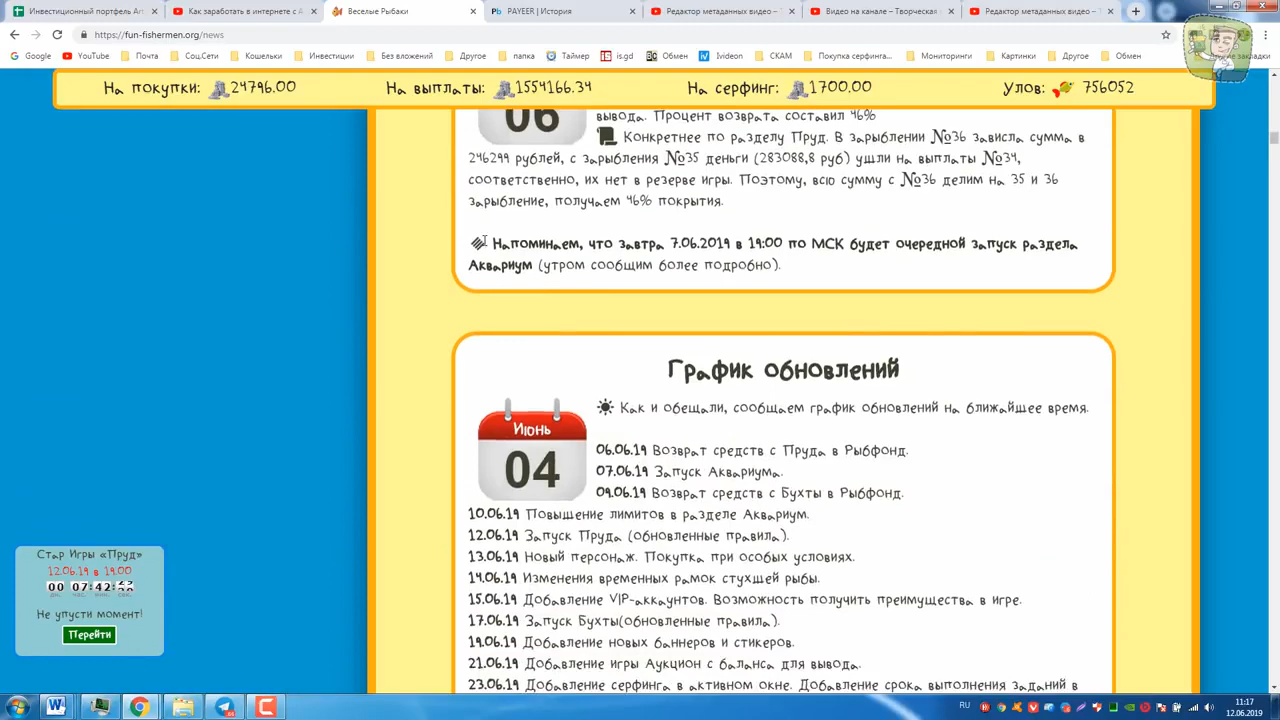 Инвестиционный портфель Арт
Как заработать в интернете с А
Веселые Рыбаки
PAYEER | История
Редактор метаданных видео –
Видео на канале – Творческая
Редактор метаданных видео –
https://fun-fishermen.org/news
Google YouTube Почта Соц.Сети Кошельки Инвестиции Без вложений Другое папка Таймер is.gd Обмен Ivideon СКАМ Покупка серфинга... Мониторинги Картинки Другое Обмен
На покупки: 24796.00 На выплаты: 1554166.34 На серфинг: 1700.00 Улов: 756052
06
вывода. Процент возврата составил 46%
Конкретнее по разделу Пруд. В зарыблении №36 зависла сумма в
246299 рублей, с зарыбления №35 деньги (283088,8 руб) ушли на выплаты №34,
соответственно, их нет в резерве игры. Поэтому, всю сумму с №36 делим на 35 и 36
зарыбление, получаем 46% покрытия.
Напоминаем, что завтра 7.06.2019 в 19:00 по МСК будет очередной запуск раздела
Аквариум (утром сообщим более подробно).
График обновлений
Июнь
04
Как и обещали, сообщаем график обновлений на ближайшее время.
06.06.19 Возврат средств с Пруда в Рыбфонд.
07.06.19 Запуск Аквариума.
09.06.19 Возврат средств с Бухты в Рыбфонд.
10.06.19 Повышение лимитов в разделе Аквариум.
12.06.19 Запуск Пруда (обновленные правила).
13.06.19 Новый персонаж. Покупка при особых условиях.
14.06.19 Изменения временных рамок стухшей рыбы.
15.06.19 Добавление VIP-аккаунтов. Возможность получить преимущества в игре.
17.06.19 Запуск Бухты(обновленные правила).
19.06.19 Добавление новых баннеров и стикеров.
21.06.19 Добавление игры Аукцион с баланса для вывода.
23.06.19 Добавление серфинга в активном окне. Добавление срока выполнения заданий в
Стар Игры «Пруд»
12.06.19 в 19.00
00 07:42:
Не упусти момент!
Перейти
RU
11:17
12.06.2019